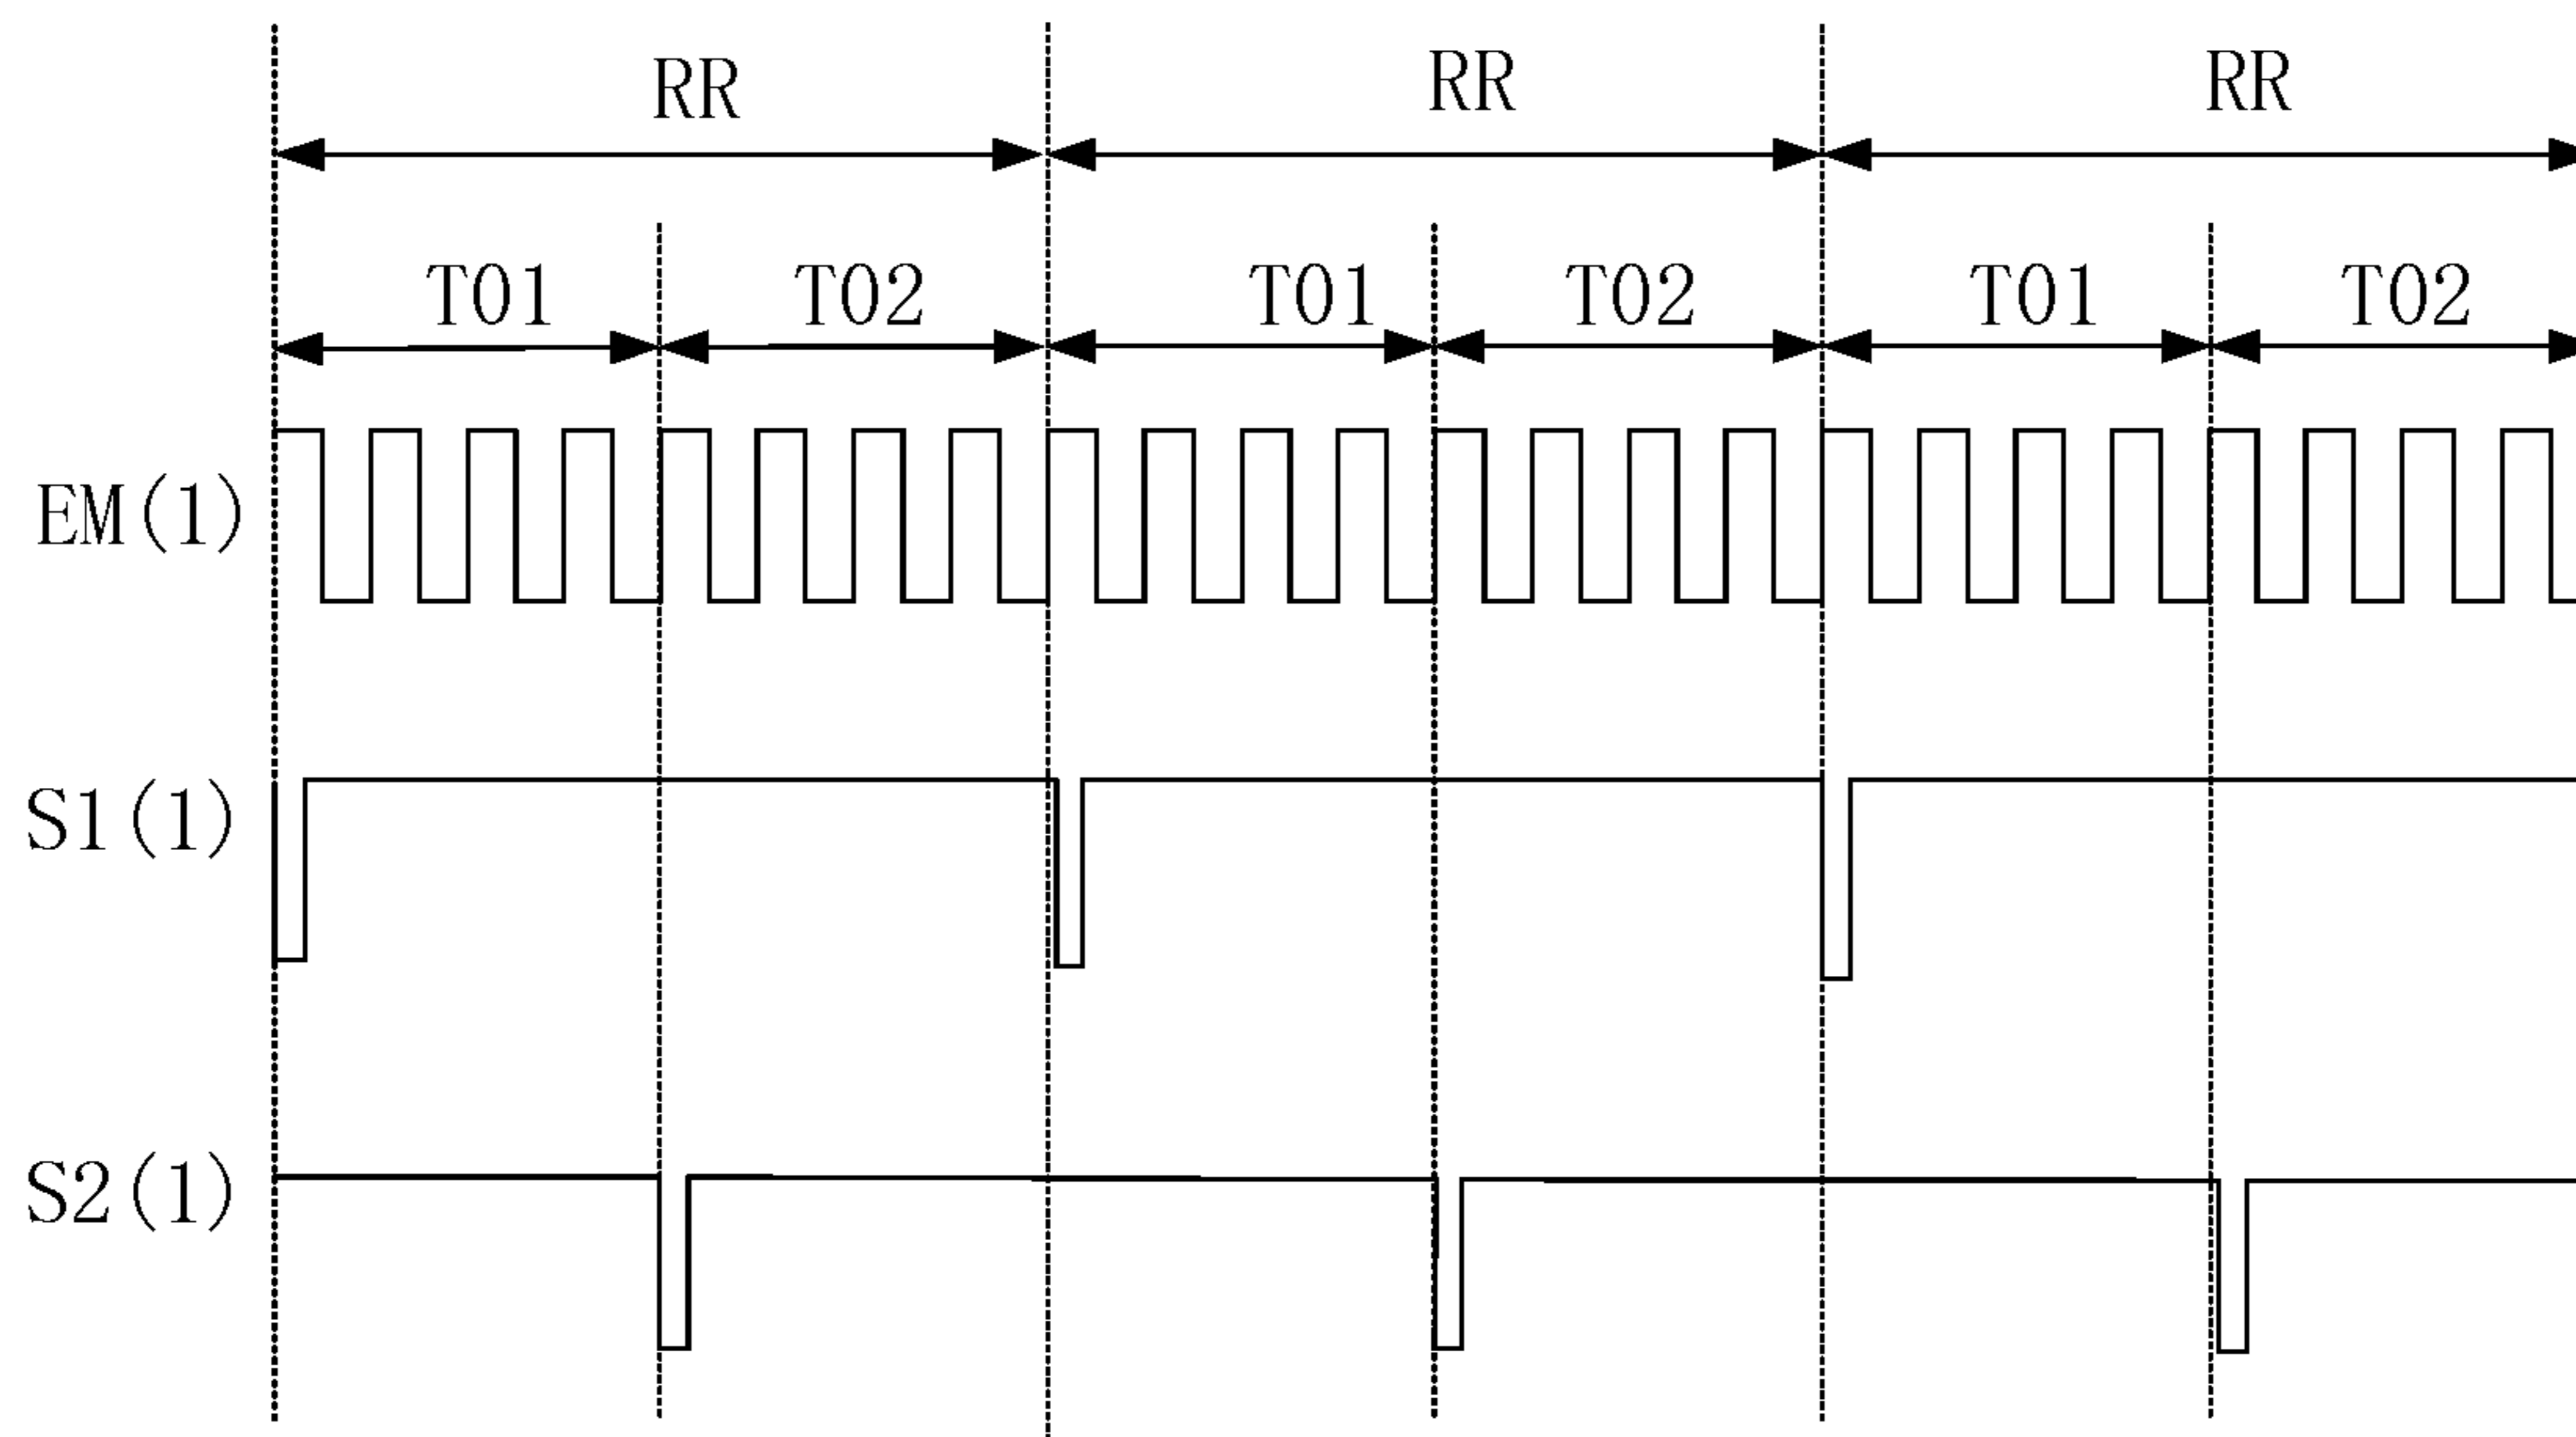 RR RR RR
T01 T02 T01 T02 T01 T02
EM(1)
S1(1)
S2(1)